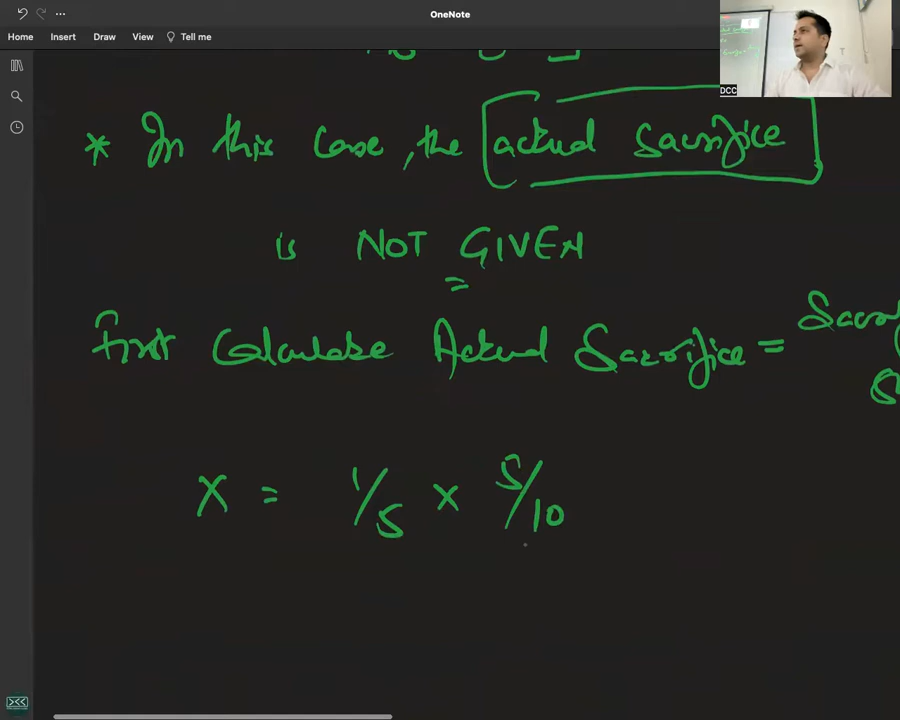 OneNote
Home Insert Draw View Tell me
DCC
* In this case, the actual sacrifice
is NOT GIVEN
=
First Calculate Actual Sacrifice =
X = 1/5 x 5/10